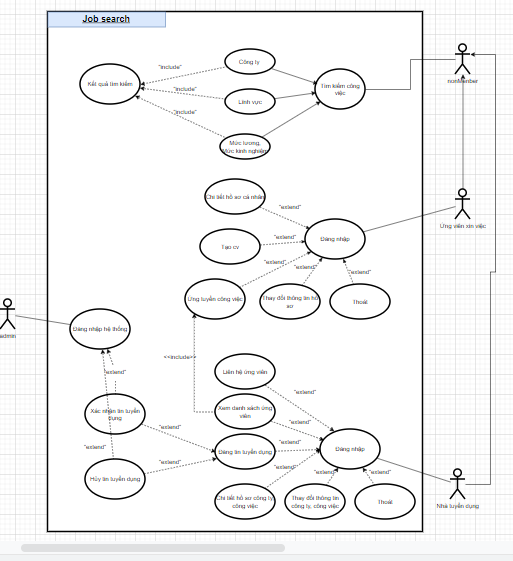 Job search
"include"
Công ty
Kết quả tìm kiếm
"include"
Lĩnh vực
Tìm kiếm công
việc
"include"
Mức lương,
Mức kinh nghiệm
nonMember
Chi tiết hồ sơ cá nhân
"extend"
Tạo cv
"extend"
Đăng nhập
Ứng viên xin việc
"extend"
"extend"
"extend"
Ứng tuyển công việc
Thay đổi thông tin hồ
sơ
Thoát
admin
Đăng nhập hệ thống
<<include>>
"extend"
Liên hệ ứng viên
"extend"
Xác nhận tin tuyển
dụng
Xem danh sách ứng
viên
"extend"
"extend"
"extend"
"extend"
Đăng tin tuyển dụng
"extend"
Đăng nhập
"extend"
"extend"
"extend"
"extend"
Hủy tin tuyển dụng
Chi tiết hồ sơ công ty,
công việc
Thay đổi thông tin
công ty, công việc
Thoát
Nhà tuyển dụng